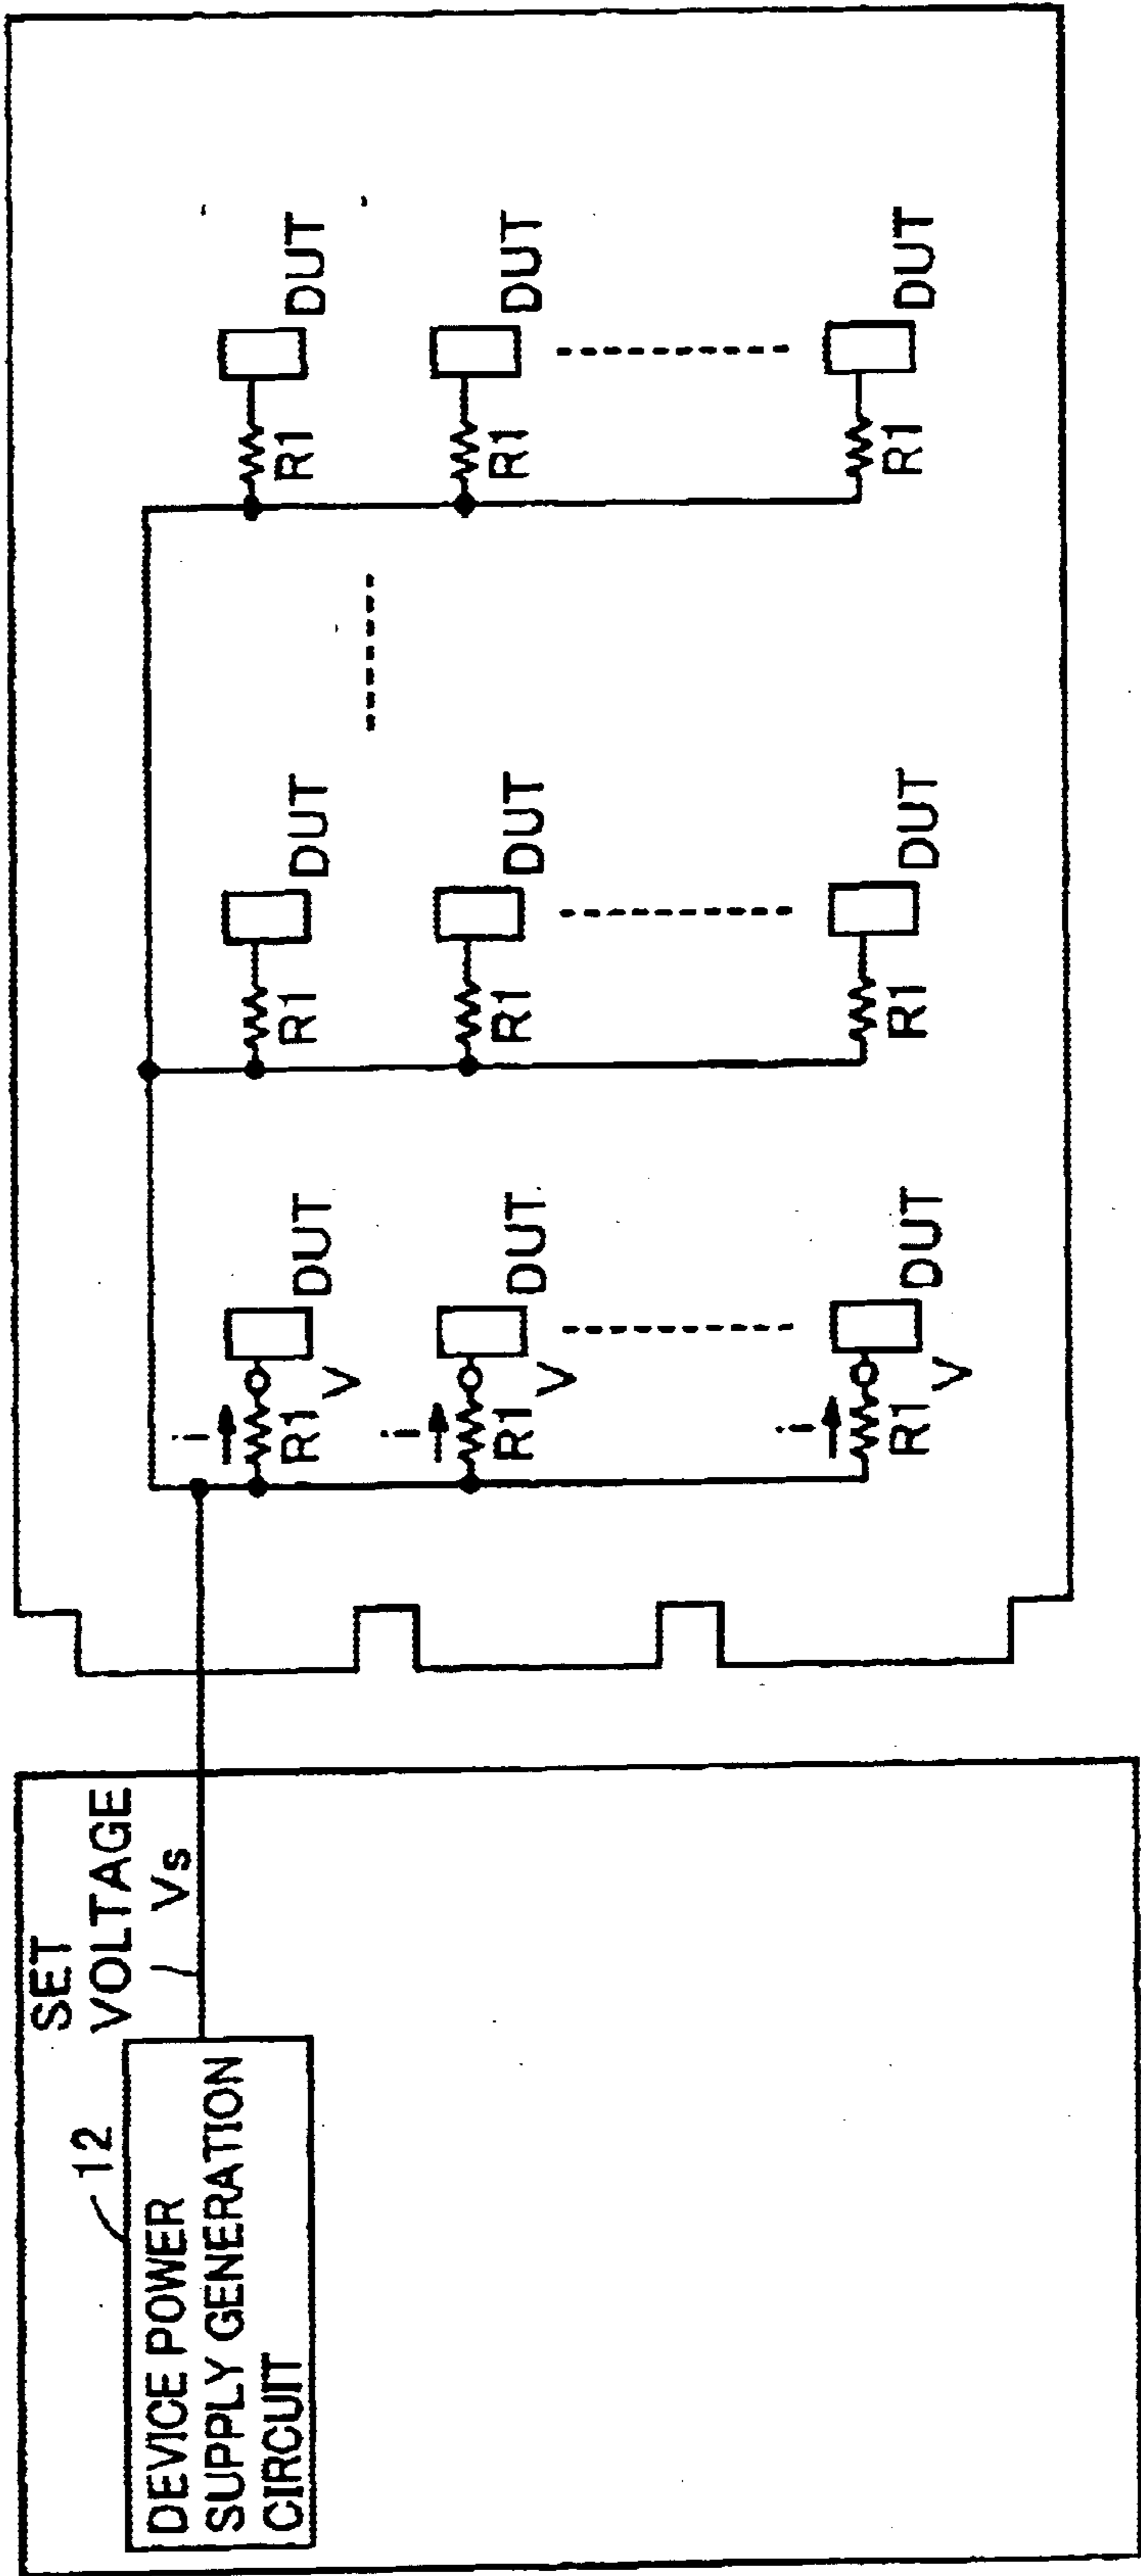 12
DEVICE POWER
SUPPLY GENERATION
CIRCUIT
SET
VOLTAGE
Vs
i
R1
V
DUT
R1
DUT
R1
DUT
i
R1
V
DUT
R1
DUT
R1
DUT
i
R1
V
DUT
R1
DUT
R1
DUT